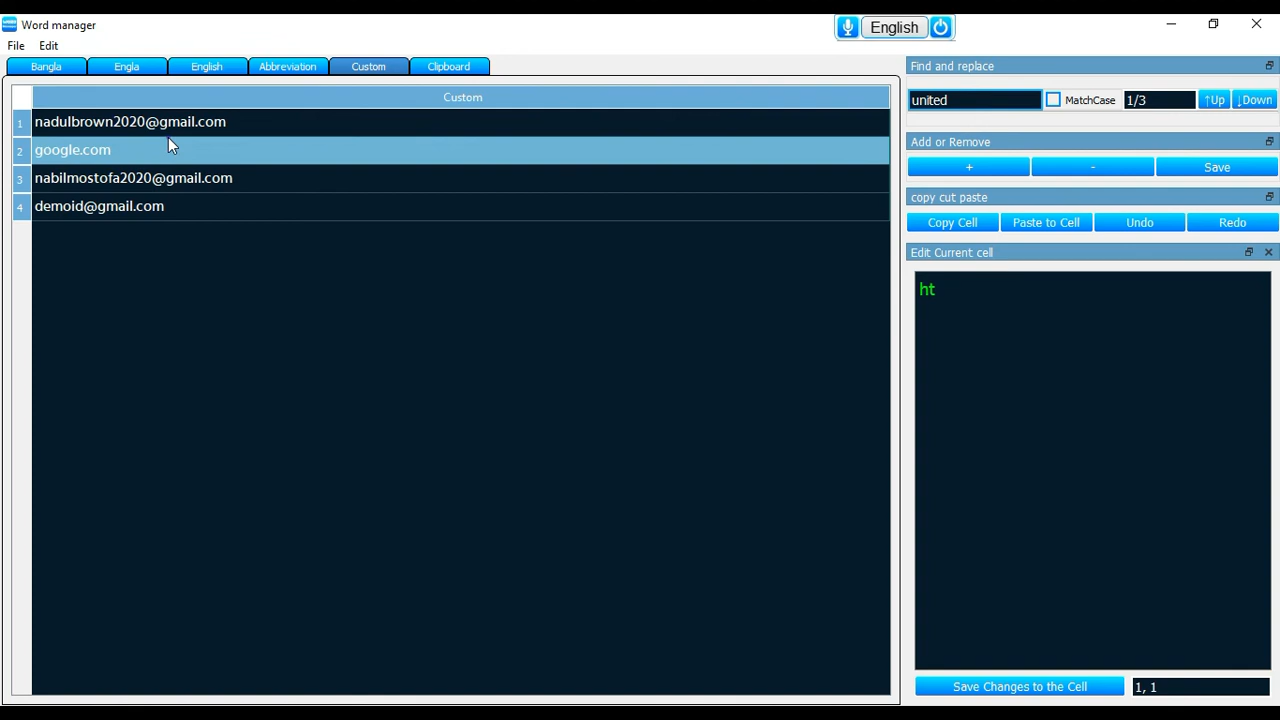 Word manager
English
File Edit
Bangla Engla English Abbreviation Custom Clipboard
Custom
1 nadulbrown2020@gmail.com
2 google.com
3 nabilmostofa2020@gmail.com
4 demoid@gmail.com
Find and replace
united MatchCase 1/3 ↑Up ↓Down
Add or Remove
+ - Save
copy cut paste
Copy Cell Paste to Cell Undo Redo
Edit Current cell
ht
Save Changes to the Cell 1, 1